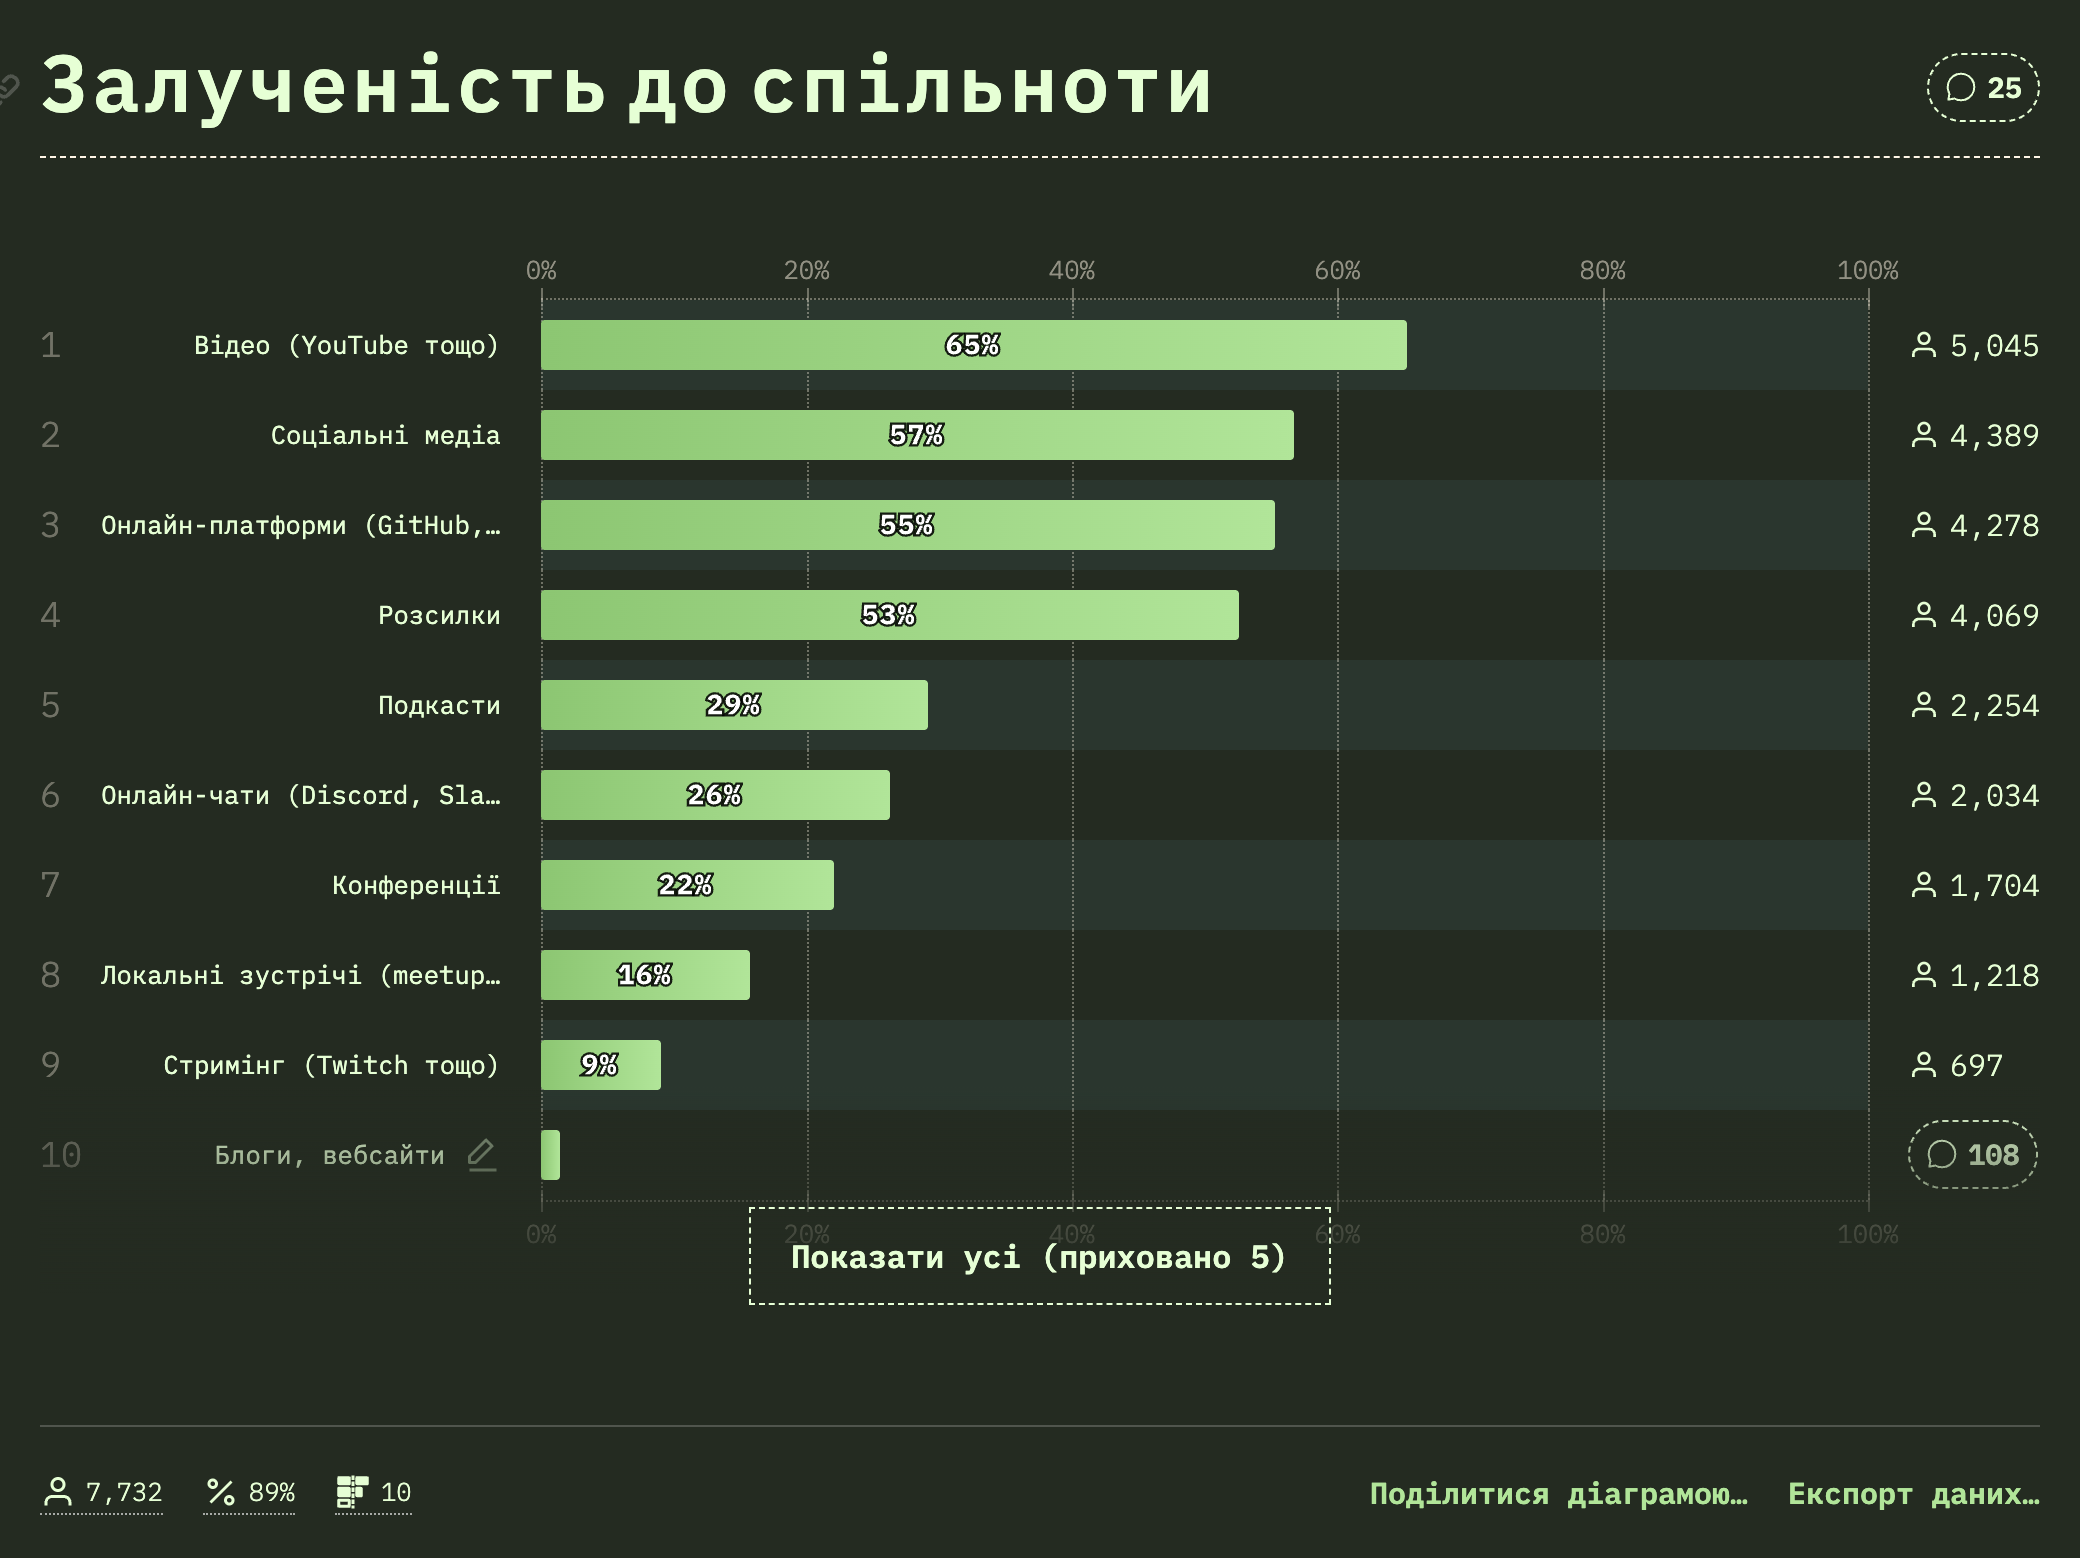 Залученість до спільноти
25
0% 20% 40% 60% 80% 100%
1 Відео (YouTube тощо) 65% 5,045
2 Соціальні медіа 57% 4,389
3 Онлайн-платформи (GitHub,… 55% 4,278
4 Розсилки 53% 4,069
5 Подкасти 29% 2,254
6 Онлайн-чати (Discord, Sla… 26% 2,034
7 Конференції 22% 1,704
8 Локальні зустрічі (meetup… 16% 1,218
9 Стримінг (Twitch тощо) 9% 697
10 Блоги, вебсайти 108
0% 20% 40% 60% 80% 100%
Показати усі (приховано 5)
7,732 89% 10 Поділитися діаграмою… Експорт даних…